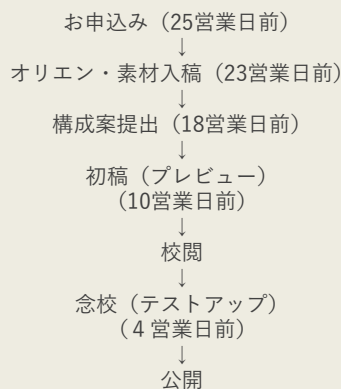 お申込み（25営業日前）
↓
オリエン・素材入稿（23営業日前）
↓
構成案提出（18営業日前）
↓
初稿（プレビュー）
（10営業日前）
↓
校閲
↓
念校（テストアップ）
（４営業日前）
↓
公開